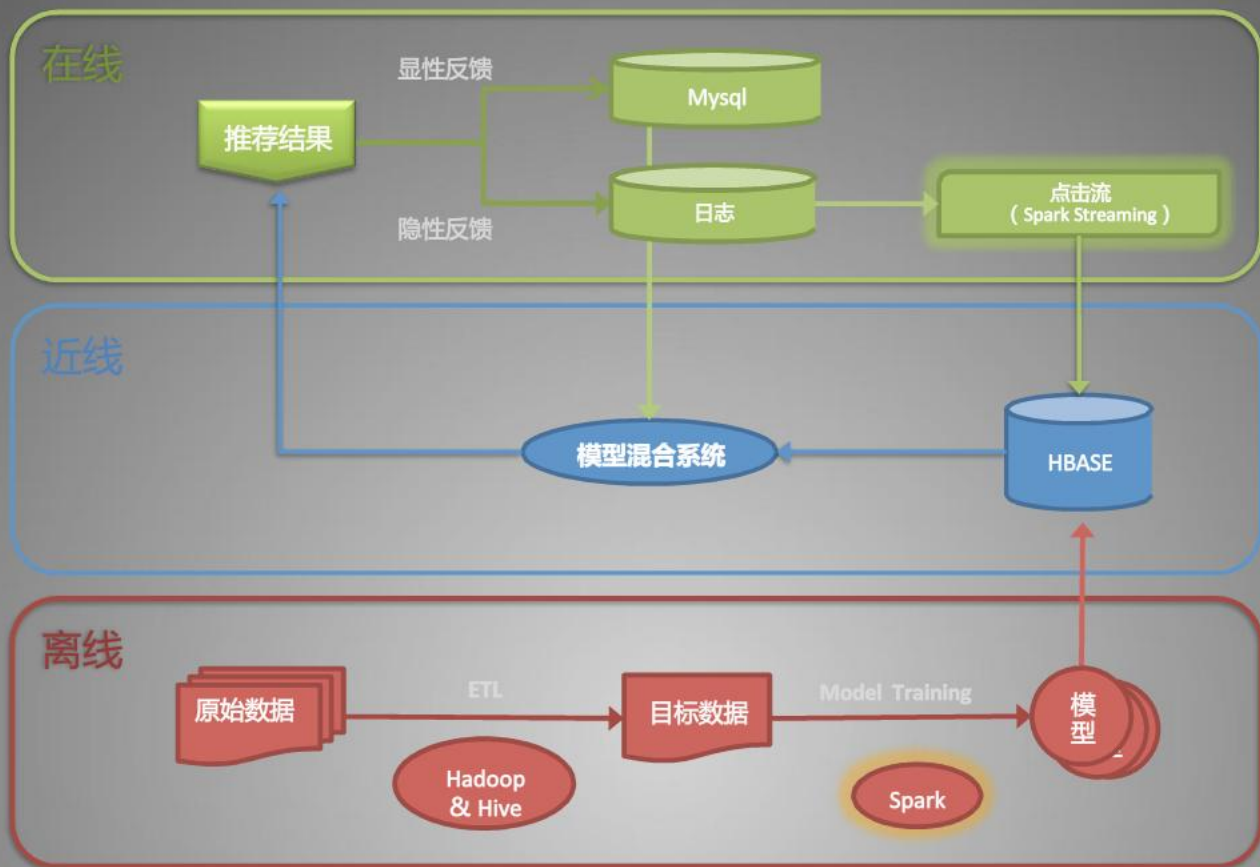 在线
显性反馈
Mysql
推荐结果
日志
点击流
（Spark Streaming）
隐性反馈
近线
模型混合系统
HBASE
离线
原始数据
ETL
目标数据
Model Training
模
型
Hadoop
& Hive
Spark